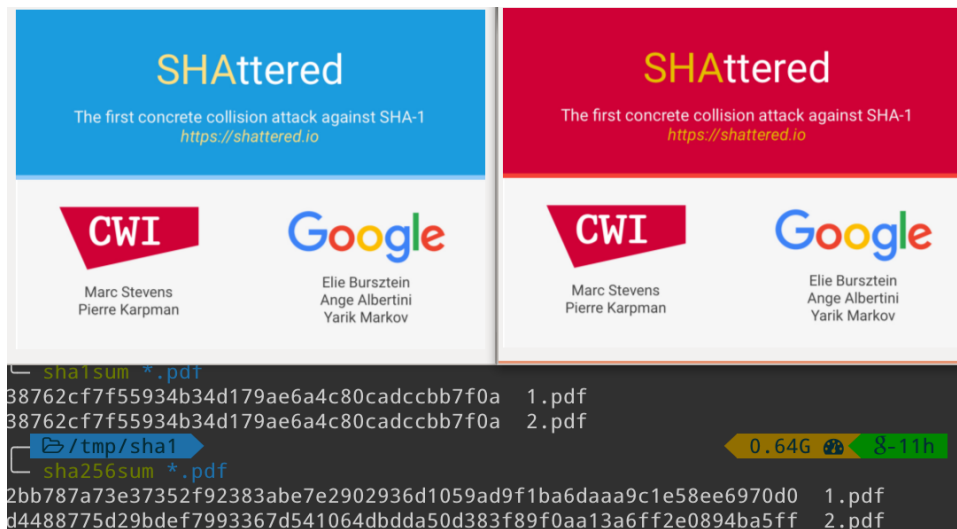 SHAttered
The first concrete collision attack against SHA-1
https://shattered.io
CWI
Marc Stevens
Pierre Karpman
Google
Elie Bursztein
Ange Albertini
Yarik Markov
SHAttered
The first concrete collision attack against SHA-1
https://shattered.io
CWI
Marc Stevens
Pierre Karpman
Google
Elie Bursztein
Ange Albertini
Yarik Markov
sha1sum *.pdf
38762cf7f55934b34d179ae6a4c80cadccbb7f0a 1.pdf
38762cf7f55934b34d179ae6a4c80cadccbb7f0a 2.pdf
/tmp/sha1 0.64G 8-11h
sha256sum *.pdf
2bb787a73e37352f92383abe7e2902936d1059ad9f1ba6daaa9c1e58ee6970d0 1.pdf
d4488775d29bdef7993367d541064dbdda50d383f89f0aa13a6ff2e0894ba5ff 2.pdf